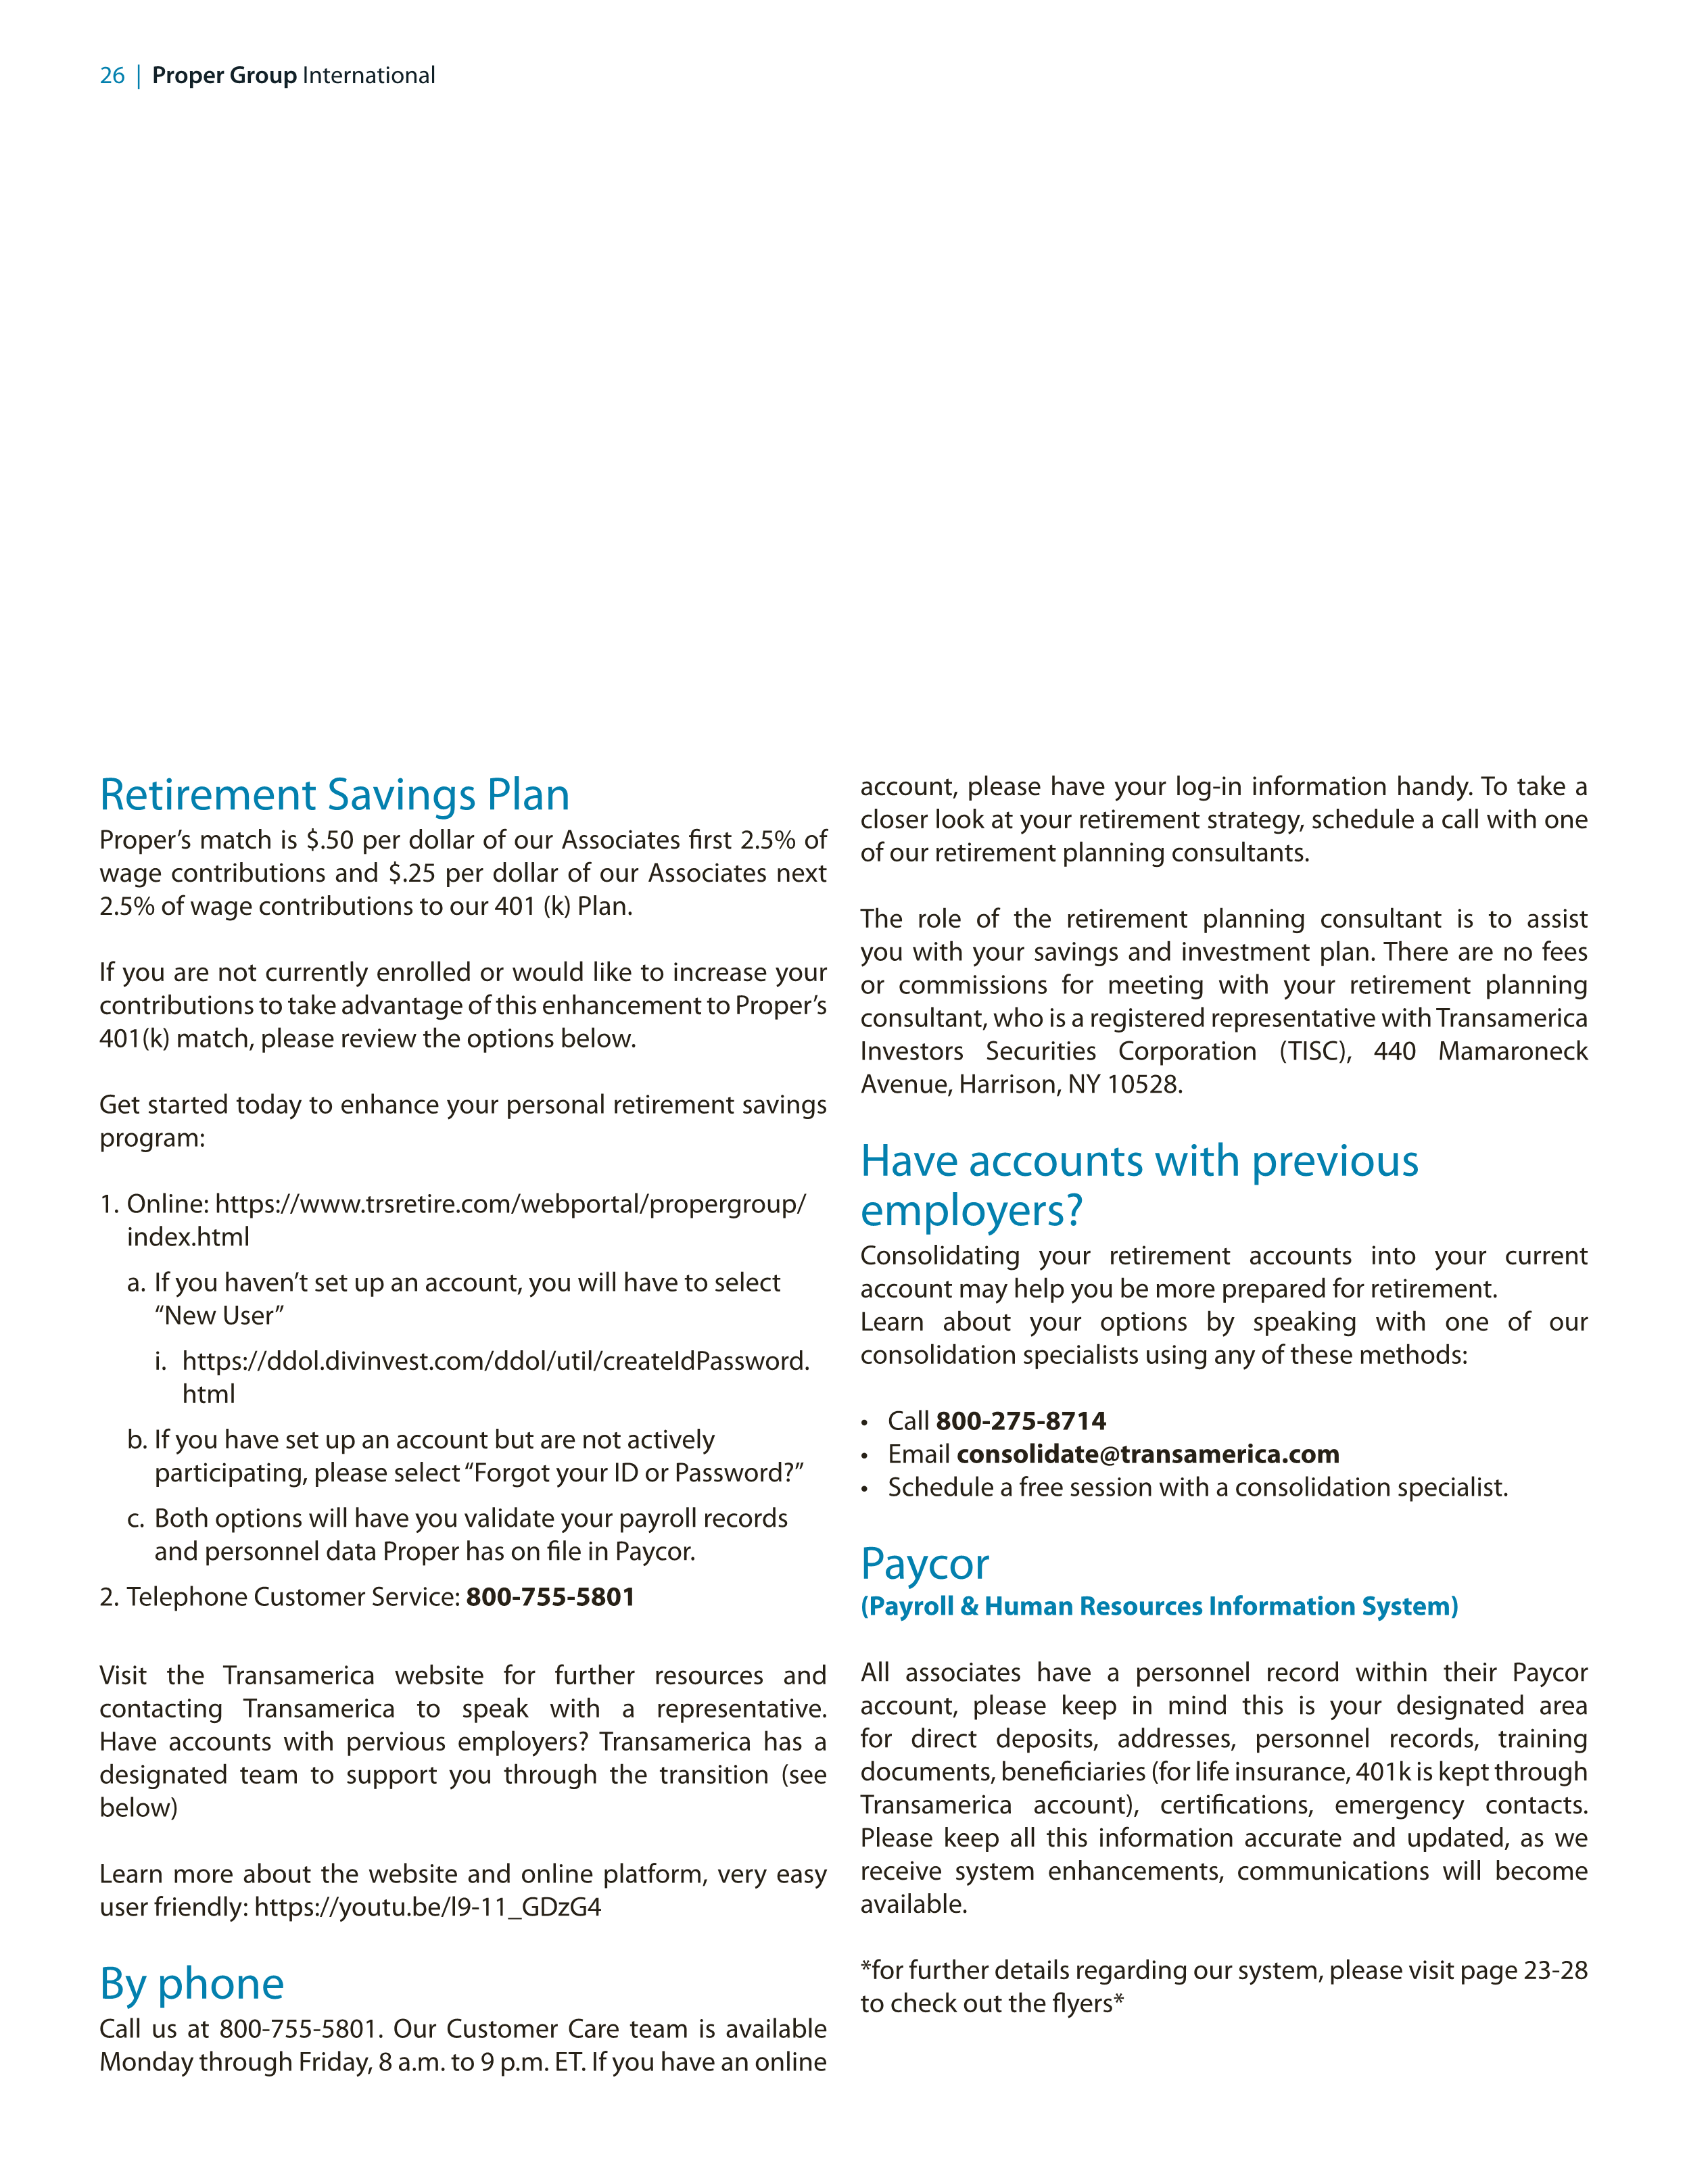 26 | Proper Group International
Retirement Savings Plan
Proper’s match is $.50 per dollar of our Associates first 2.5% of
wage contributions and $.25 per dollar of our Associates next
2.5% of wage contributions to our 401 (k) Plan.
If you are not currently enrolled or would like to increase your
contributions to take advantage of this enhancement to Proper’s
401(k) match, please review the options below.
Get started today to enhance your personal retirement savings
program:
1. Online: https://www.trsretire.com/webportal/propergroup/
index.html
a. If you haven’t set up an account, you will have to select
“New User”
i. https://ddol.divinvest.com/ddol/util/createIdPassword.
html
b. If you have set up an account but are not actively
participating, please select “Forgot your ID or Password?”
c. Both options will have you validate your payroll records
and personnel data Proper has on file in Paycor.
2. Telephone Customer Service: 800-755-5801
Visit the Transamerica website for further resources and
contacting Transamerica to speak with a representative.
Have accounts with pervious employers? Transamerica has a
designated team to support you through the transition (see
below)
Learn more about the website and online platform, very easy
user friendly: https://youtu.be/l9-11_GDzG4
By phone
Call us at 800-755-5801. Our Customer Care team is available
Monday through Friday, 8 a.m. to 9 p.m. ET. If you have an online
account, please have your log-in information handy. To take a
closer look at your retirement strategy, schedule a call with one
of our retirement planning consultants.
The role of the retirement planning consultant is to assist
you with your savings and investment plan. There are no fees
or commissions for meeting with your retirement planning
consultant, who is a registered representative with Transamerica
Investors Securities Corporation (TISC), 440 Mamaroneck
Avenue, Harrison, NY 10528.
Have accounts with previous
employers?
Consolidating your retirement accounts into your current
account may help you be more prepared for retirement.
Learn about your options by speaking with one of our
consolidation specialists using any of these methods:
• Call 800-275-8714
• Email consolidate@transamerica.com
• Schedule a free session with a consolidation specialist.
Paycor
(Payroll & Human Resources Information System)
All associates have a personnel record within their Paycor
account, please keep in mind this is your designated area
for direct deposits, addresses, personnel records, training
documents, beneficiaries (for life insurance, 401k is kept through
Transamerica account), certifications, emergency contacts.
Please keep all this information accurate and updated, as we
receive system enhancements, communications will become
available.
*for further details regarding our system, please visit page 23-28
to check out the flyers*